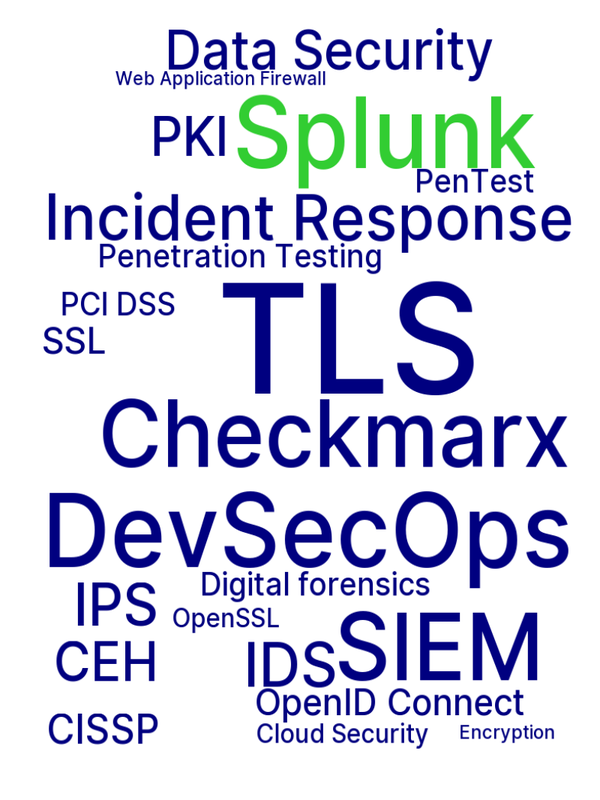 Data Security
Web Application Firewall
PKI
Splunk
PenTest
Incident Response
Penetration Testing
PCI DSS
TLS
SSL
Checkmarx
DevSecOps
Digital forensics
IPS
OpenSSL
SIEM
CEH
IDS
OpenID Connect
CISSP
Cloud Security
Encryption